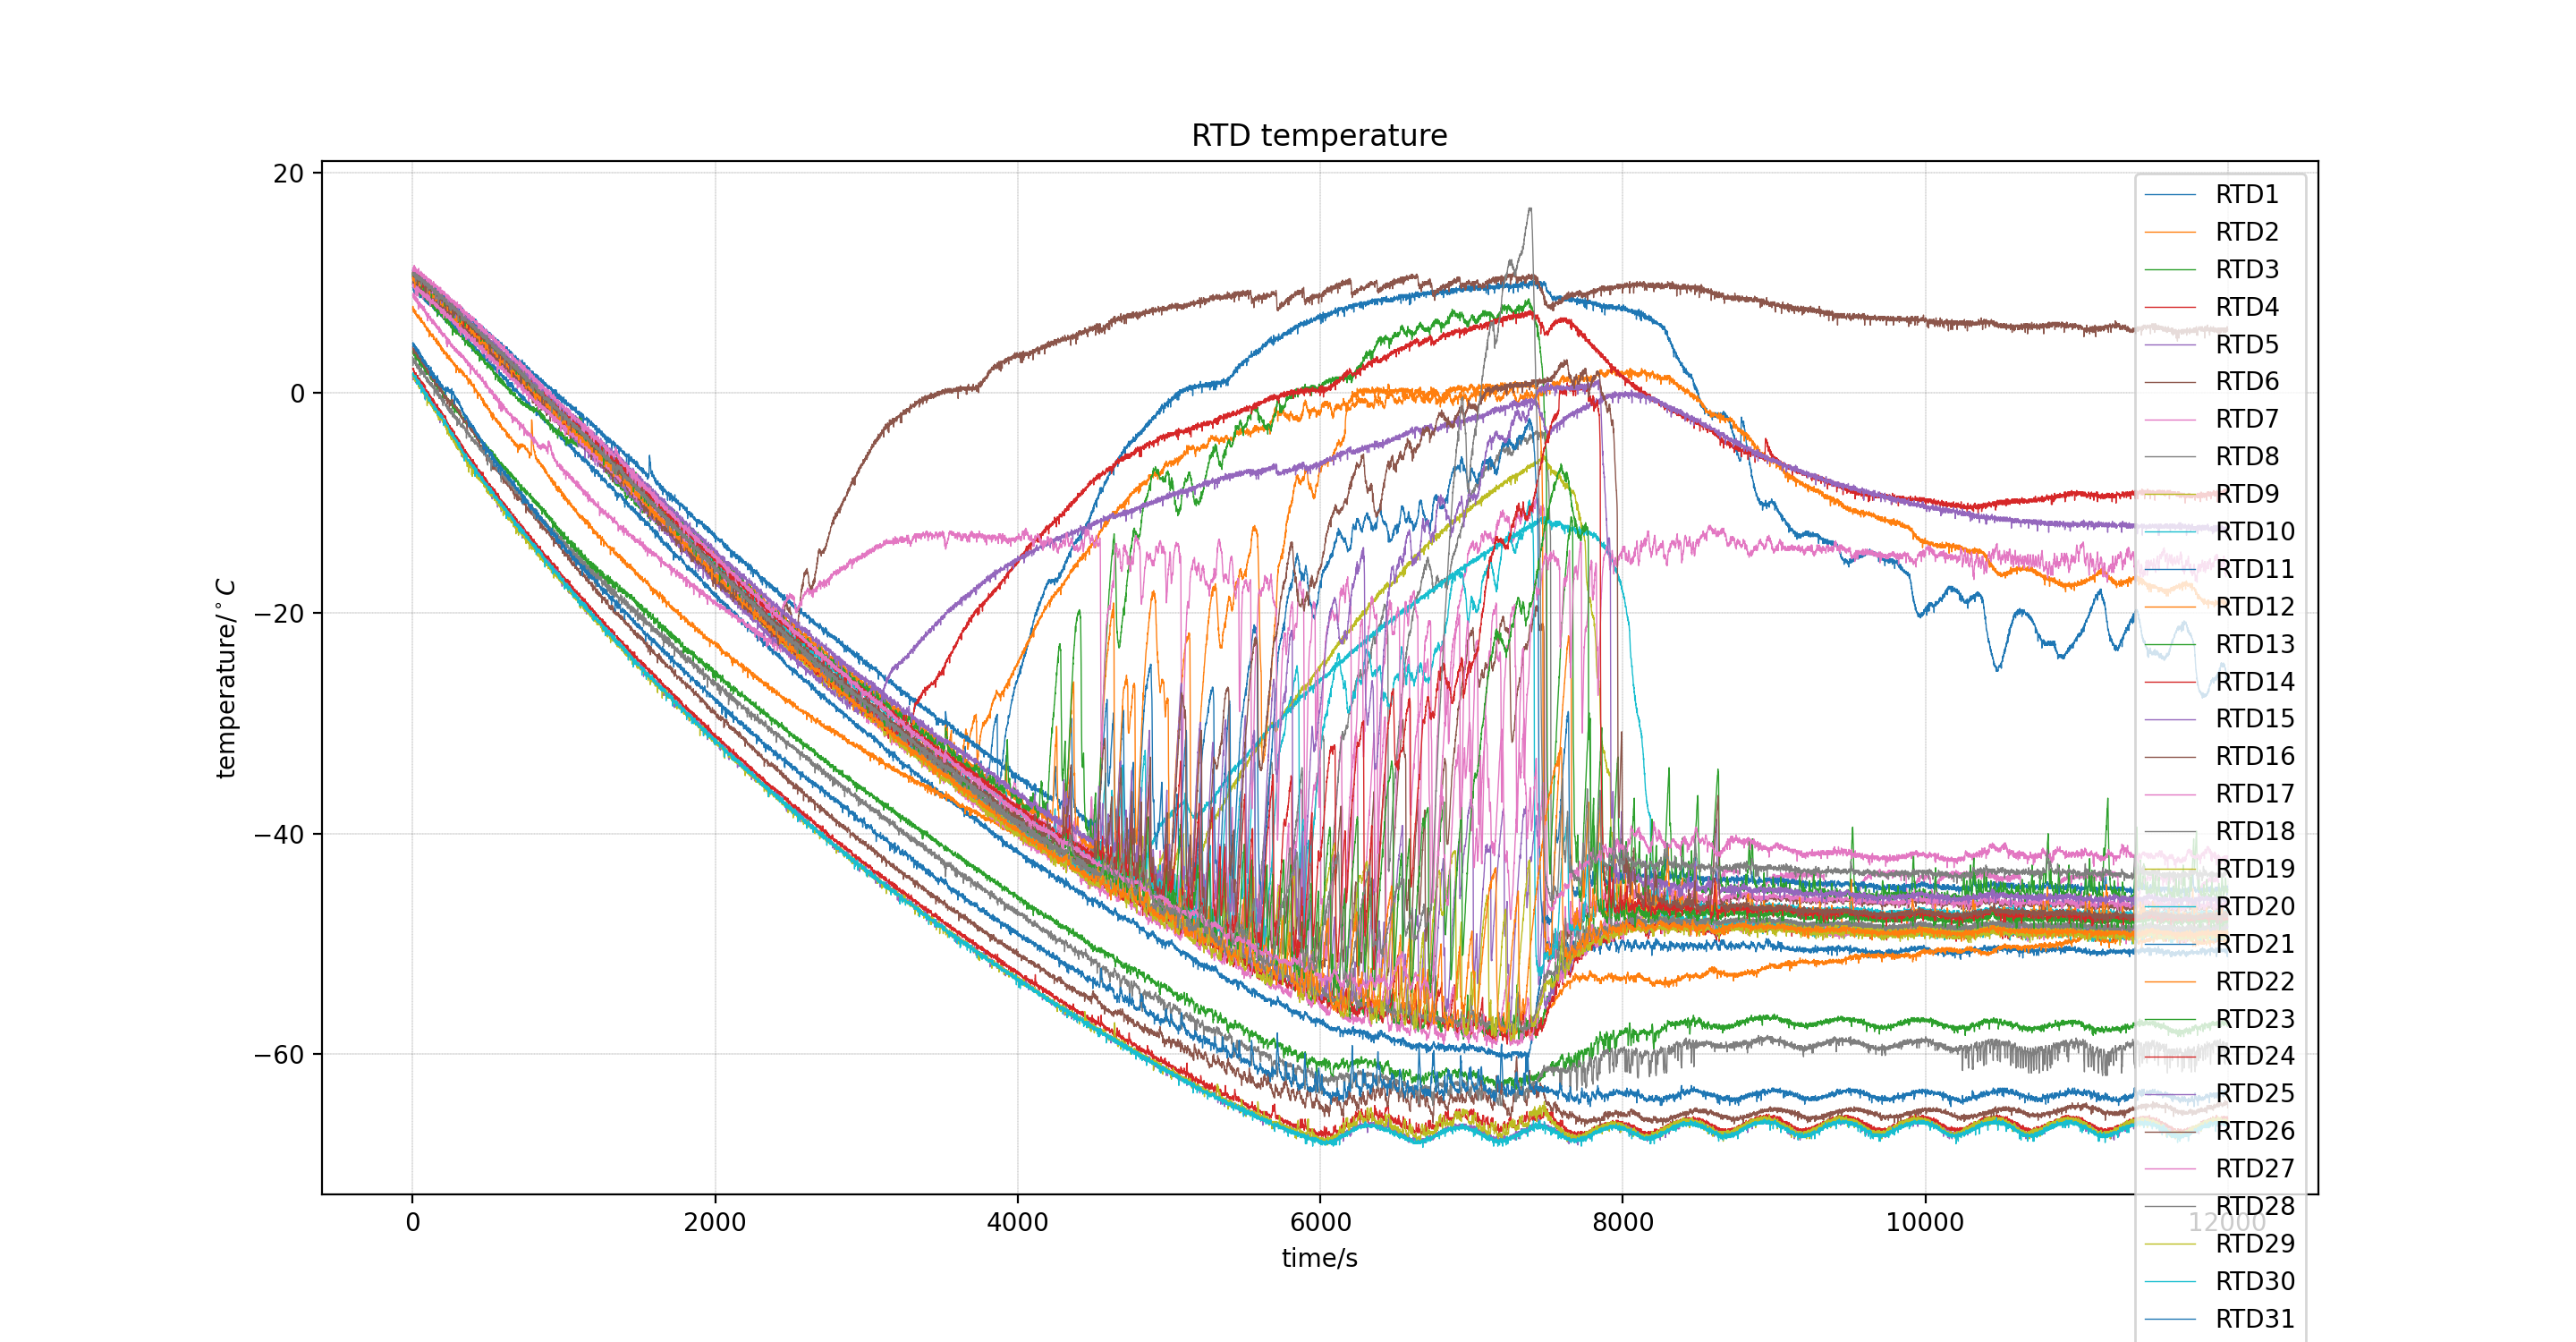 RTD temperature
temperature/°C
20
0
−20
−40
−60
0
2000
4000
6000
8000
10000
12000
time/s
RTD1
RTD2
RTD3
RTD4
RTD5
RTD6
RTD7
RTD8
RTD9
RTD10
RTD11
RTD12
RTD13
RTD14
RTD15
RTD16
RTD17
RTD18
RTD19
RTD20
RTD21
RTD22
RTD23
RTD24
RTD25
RTD26
RTD27
RTD28
RTD29
RTD30
RTD31